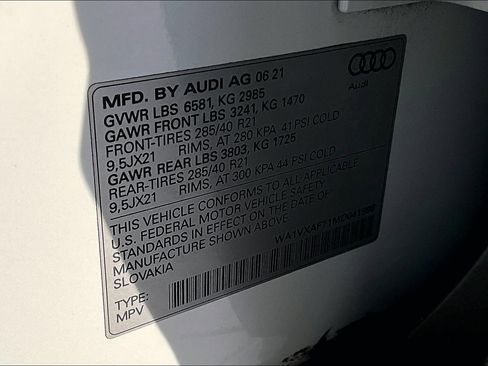 MFD. BY AUDI AG 06 21
GVWR LBS 6581, KG 2985
GAWR FRONT LBS 3241, KG 1470
FRONT-TIRES 285/40 R21
9,5JX21 RIMS, AT 280 KPA 41 PSI COLD
GAWR REAR LBS 3803, KG 1725
REAR-TIRES 285/40 R21
9,5JX21 RIMS, AT 300 KPA 44 PSI COLD
THIS VEHICLE CONFORMS TO ALL APPLICABLE
U.S. FEDERAL MOTOR VEHICLE SAFETY
STANDARDS IN EFFECT ON THE DATE OF
MANUFACTURE SHOWN ABOVE
SLOVAKIA
TYPE:
MPV
Audi